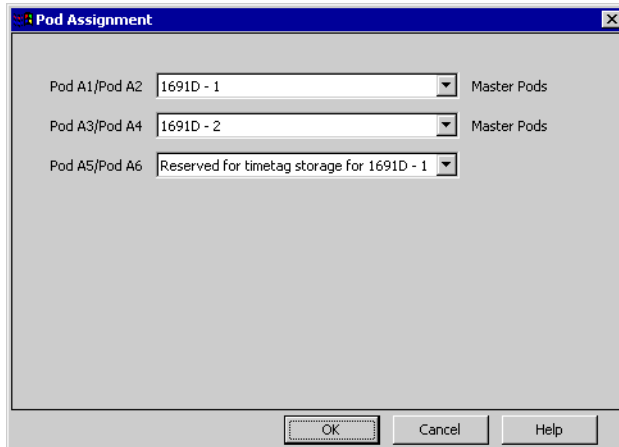 Pod Assignment
Pod A1/Pod A2 1691D - 1 Master Pods
Pod A3/Pod A4 1691D - 2 Master Pods
Pod A5/Pod A6 Reserved for timetag storage for 1691D - 1
OK Cancel Help